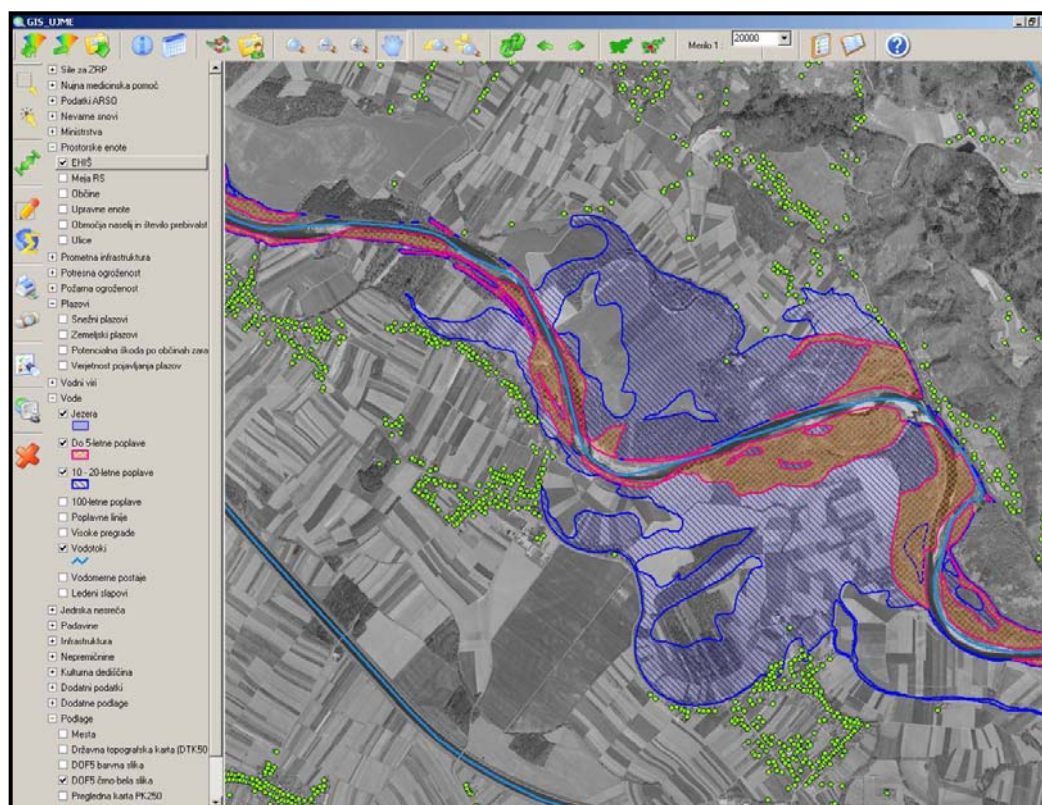 GIS_UJME
Merilo 1 : 20000
Sile za ZRP
Nujna medicinska pomoč
Podatki ARSO
Nevarne snovi
Ministrstva
Prostorske enote
EHIŠ
Meja RS
Občine
Upravne enote
Območja naselij in število prebivalst
Ulice
Prometna infrastruktura
Potresna ogroženost
Požarna ogroženost
Plazovi
Snežni plazovi
Zemeljski plazovi
Potencialna škoda po občinah zara
Verjetnost pojavljanja plazov
Vodni viri
Vode
Jezera
Do 5-letne poplave
10 - 20-letne poplave
100-letne poplave
Poplavne linije
Visoke pregrade
Vodotoki
Vodomerne postaje
Ledeni slapovi
Jedrska nesreča
Padavine
Infrastruktura
Nepremičnine
Kulturna dediščina
Dodatni podatki
Dodatne podlage
Podlage
Mesta
Državna topografska karta (DTK50
DOF5 barvna slika
DOF5 črno-bela slika
Pregledna karta PK250